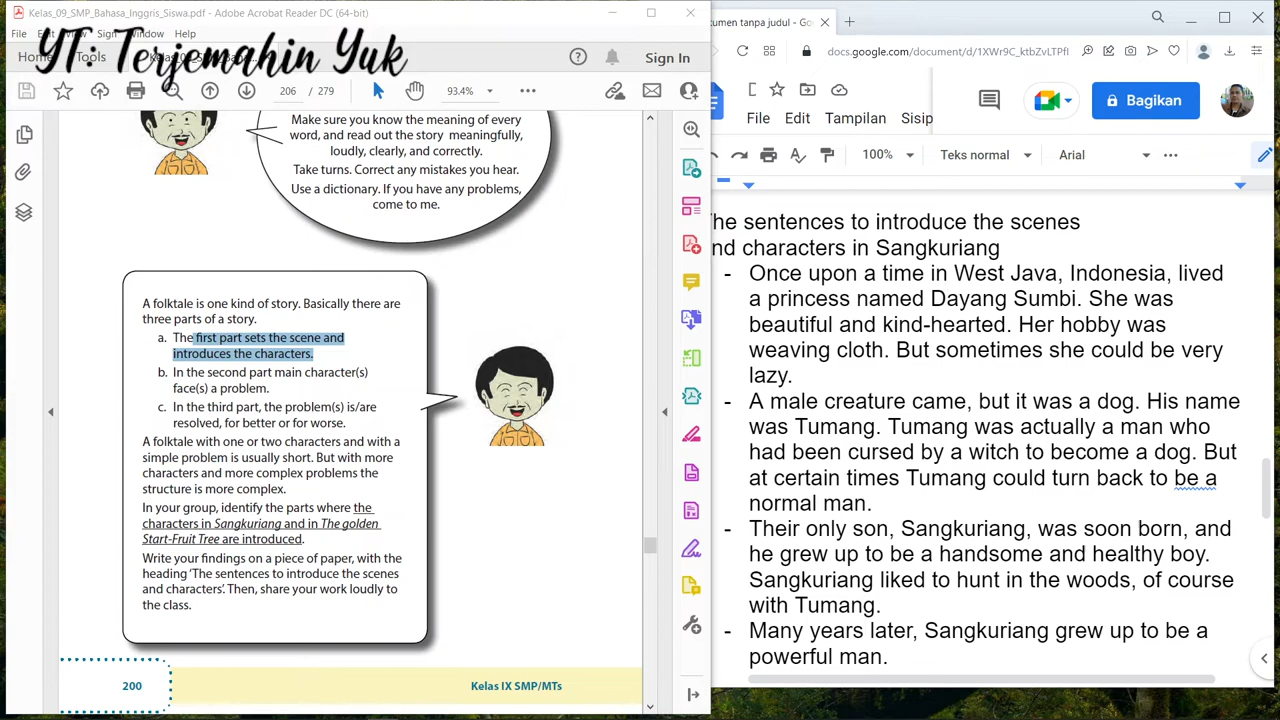 Kelas_09_SMP_Bahasa_Inggris_Siswa.pdf - Adobe Acrobat Reader DC (64-bit)
File
Sign
Window
Help
YT: Terjemahin Yuk
Tools
Sign In
206 / 279
93.4%
Make sure you know the meaning of every
word, and read out the story meaningfully,
loudly, clearly, and correctly.
Take turns. Correct any mistakes you hear.
Use a dictionary. If you have any problems,
come to me.
A folktale is one kind of story. Basically there are
three parts of a story.
a. The first part sets the scene and
introduces the characters.
b. In the second part main character(s)
face(s) a problem.
c. In the third part, the problem(s) is/are
resolved, for better or for worse.
A folktale with one or two characters and with a
simple problem is usually short. But with more
characters and more complex problems the
structure is more complex.
In your group, identify the parts where the
characters in Sangkuriang and in The golden
Start-Fruit Tree are introduced.
Write your findings on a piece of paper, with the
heading ‘The sentences to introduce the scenes
and characters’. Then, share your work loudly to
the class.
200
Kelas IX SMP/MTs
tumen tanpa judul - Go
docs.google.com/document/d/1XWr9C_ktbZvLTPfI
Bagikan
File Edit Tampilan Sisip
100% Teks normal Arial
The sentences to introduce the scenes
nd characters in Sangkuriang
- Once upon a time in West Java, Indonesia, lived
a princess named Dayang Sumbi. She was
beautiful and kind-hearted. Her hobby was
weaving cloth. But sometimes she could be very
lazy.
- A male creature came, but it was a dog. His name
was Tumang. Tumang was actually a man who
had been cursed by a witch to become a dog. But
at certain times Tumang could turn back to be a
normal man.
- Their only son, Sangkuriang, was soon born, and
he grew up to be a handsome and healthy boy.
Sangkuriang liked to hunt in the woods, of course
with Tumang.
- Many years later, Sangkuriang grew up to be a
powerful man.